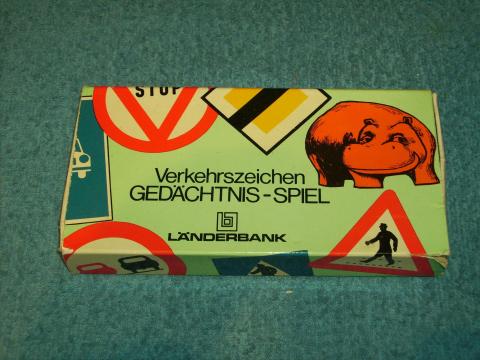 STOP
Verkehrszeichen
GEDÄCHTNIS-SPIEL
LÄNDERBANK